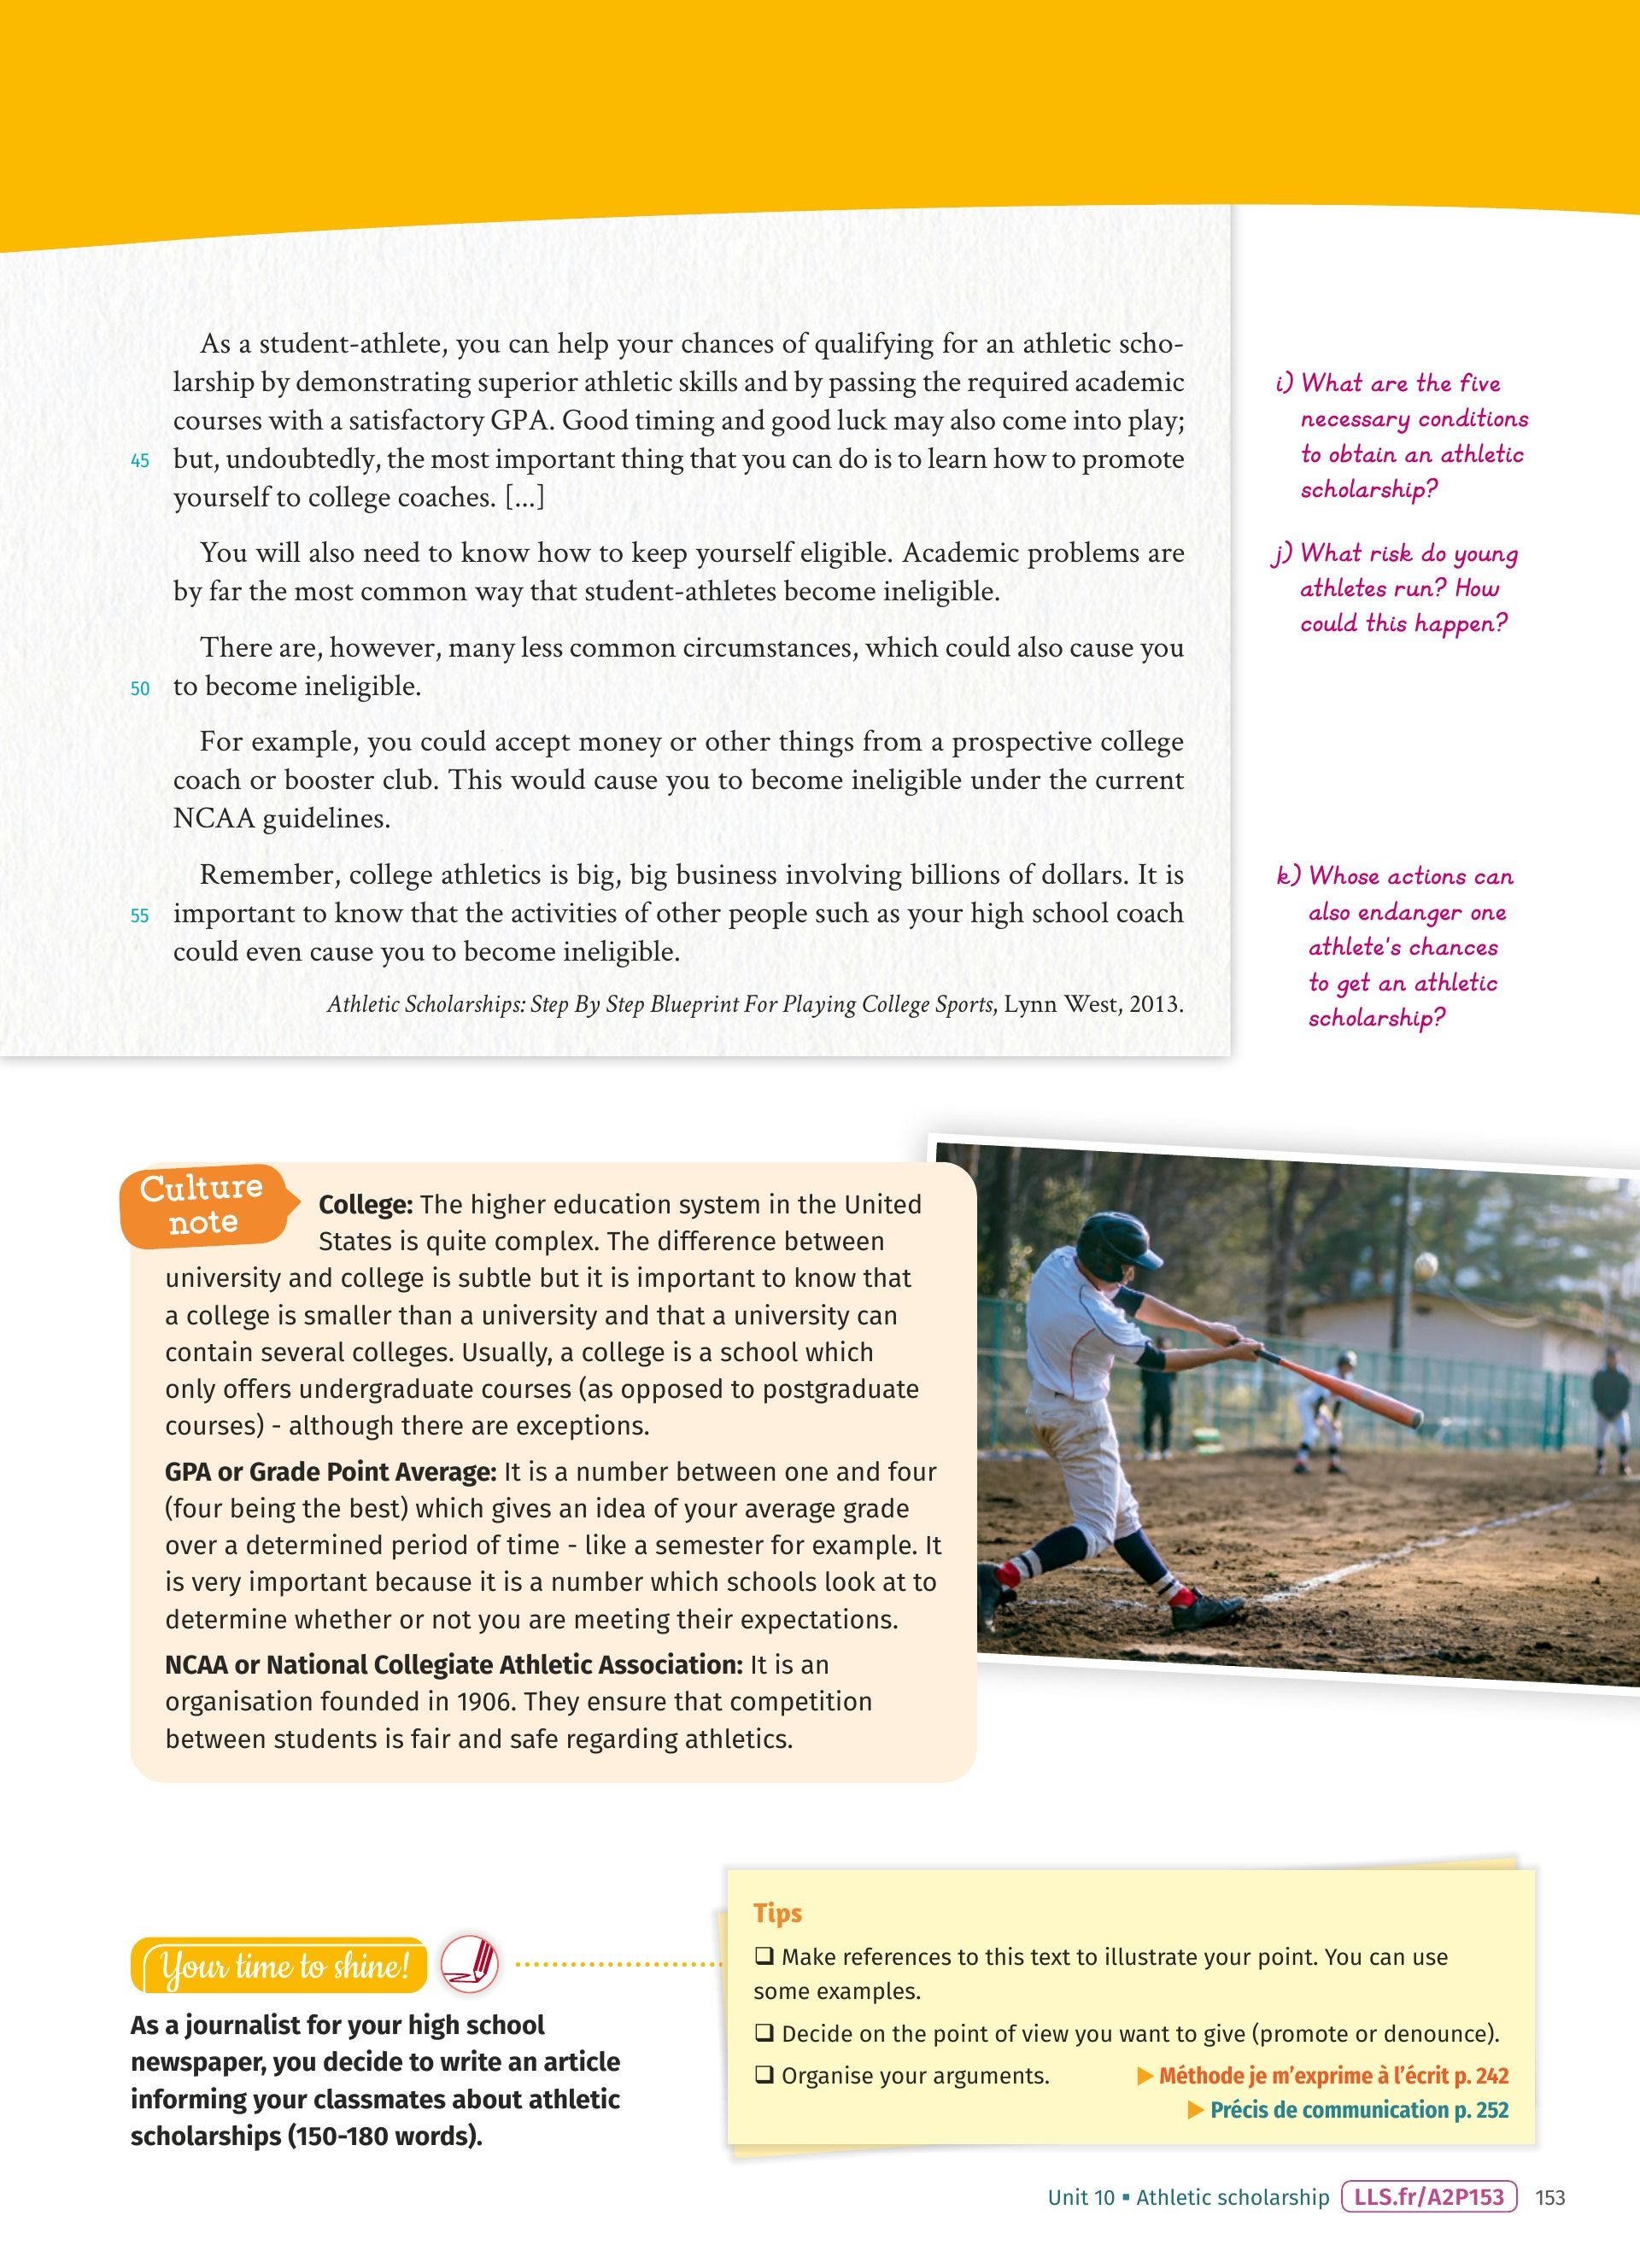 As a student-athlete, you can help your chances of qualifying for an athletic scho-
larship by demonstrating superior athletic skills and by passing the required academic
courses with a satisfactory GPA. Good timing and good luck may also come into play;
45 but, undoubtedly, the most important thing that you can do is to learn how to promote
yourself to college coaches. [...]
You will also need to know how to keep yourself eligible. Academic problems are
by far the most common way that student-athletes become ineligible.
There are, however, many less common circumstances, which could also cause you
50 to become ineligible.
For example, you could accept money or other things from a prospective college
coach or booster club. This would cause you to become ineligible under the current
NCAA guidelines.
Remember, college athletics is big, big business involving billions of dollars. It is
55 important to know that the activities of other people such as your high school coach
could even cause you to become ineligible.
Athletic Scholarships: Step By Step Blueprint For Playing College Sports, Lynn West, 2013.
i) What are the five
necessary conditions
to obtain an athletic
scholarship?
j) What risk do young
athletes run? How
could this happen?
k) Whose actions can
also endanger one
athlete's chances
to get an athletic
scholarship?
Culture
note
College: The higher education system in the United
States is quite complex. The difference between
university and college is subtle but it is important to know that
a college is smaller than a university and that a university can
contain several colleges. Usually, a college is a school which
only offers undergraduate courses (as opposed to postgraduate
courses) - although there are exceptions.
GPA or Grade Point Average: It is a number between one and four
(four being the best) which gives an idea of your average grade
over a determined period of time - like a semester for example. It
is very important because it is a number which schools look at to
determine whether or not you are meeting their expectations.
NCAA or National Collegiate Athletic Association: It is an
organisation founded in 1906. They ensure that competition
between students is fair and safe regarding athletics.
Your time to shine!
As a journalist for your high school
newspaper, you decide to write an article
informing your classmates about athletic
scholarships (150-180 words).
Tips
❑ Make references to this text to illustrate your point. You can use
some examples.
❑ Decide on the point of view you want to give (promote or denounce).
❑ Organise your arguments.
▶ Méthode je m'exprime à l'écrit p. 242
▶ Précis de communication p. 252
Unit 10 ▪ Athletic scholarship LLS.fr/A2P153 153